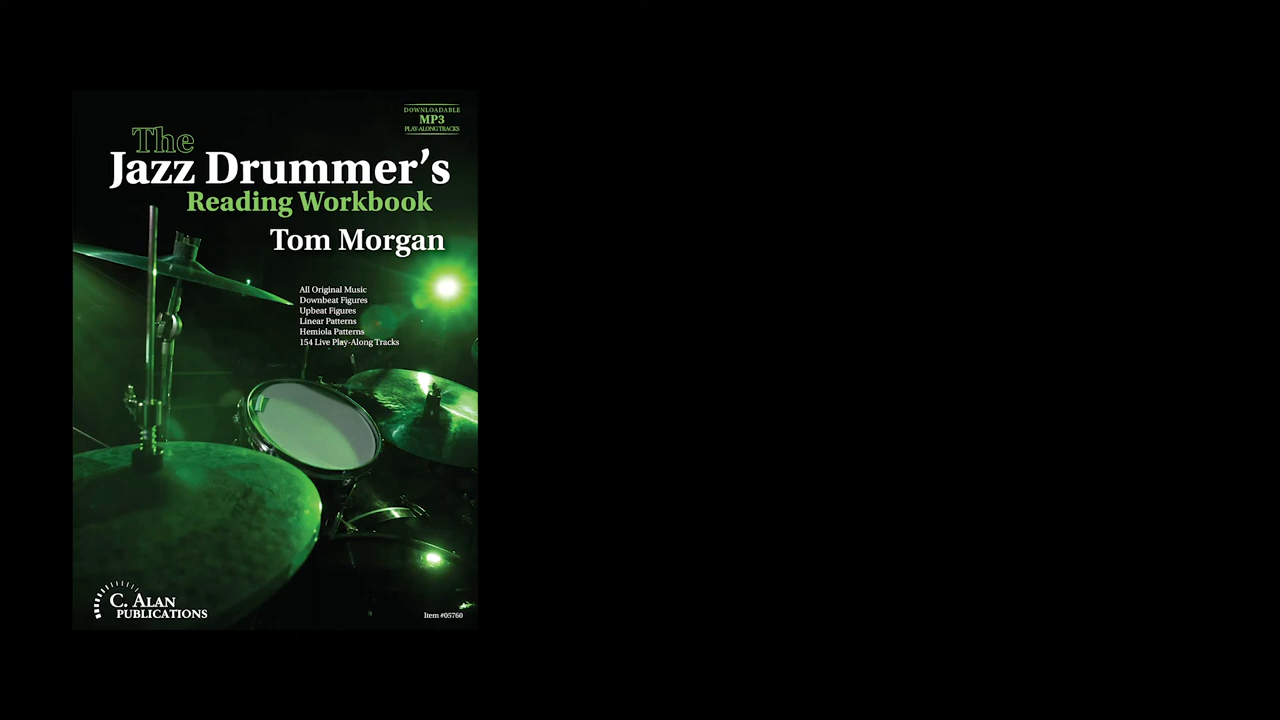 DOWNLOADABLE
MP3
PLAY-ALONG TRACKS
The
Jazz Drummer's
Reading Workbook
Tom Morgan
All Original Music
Downbeat Figures
Upbeat Figures
Linear Patterns
Hemiola Patterns
154 Live Play-Along Tracks
C. ALAN
PUBLICATIONS
Item #05760